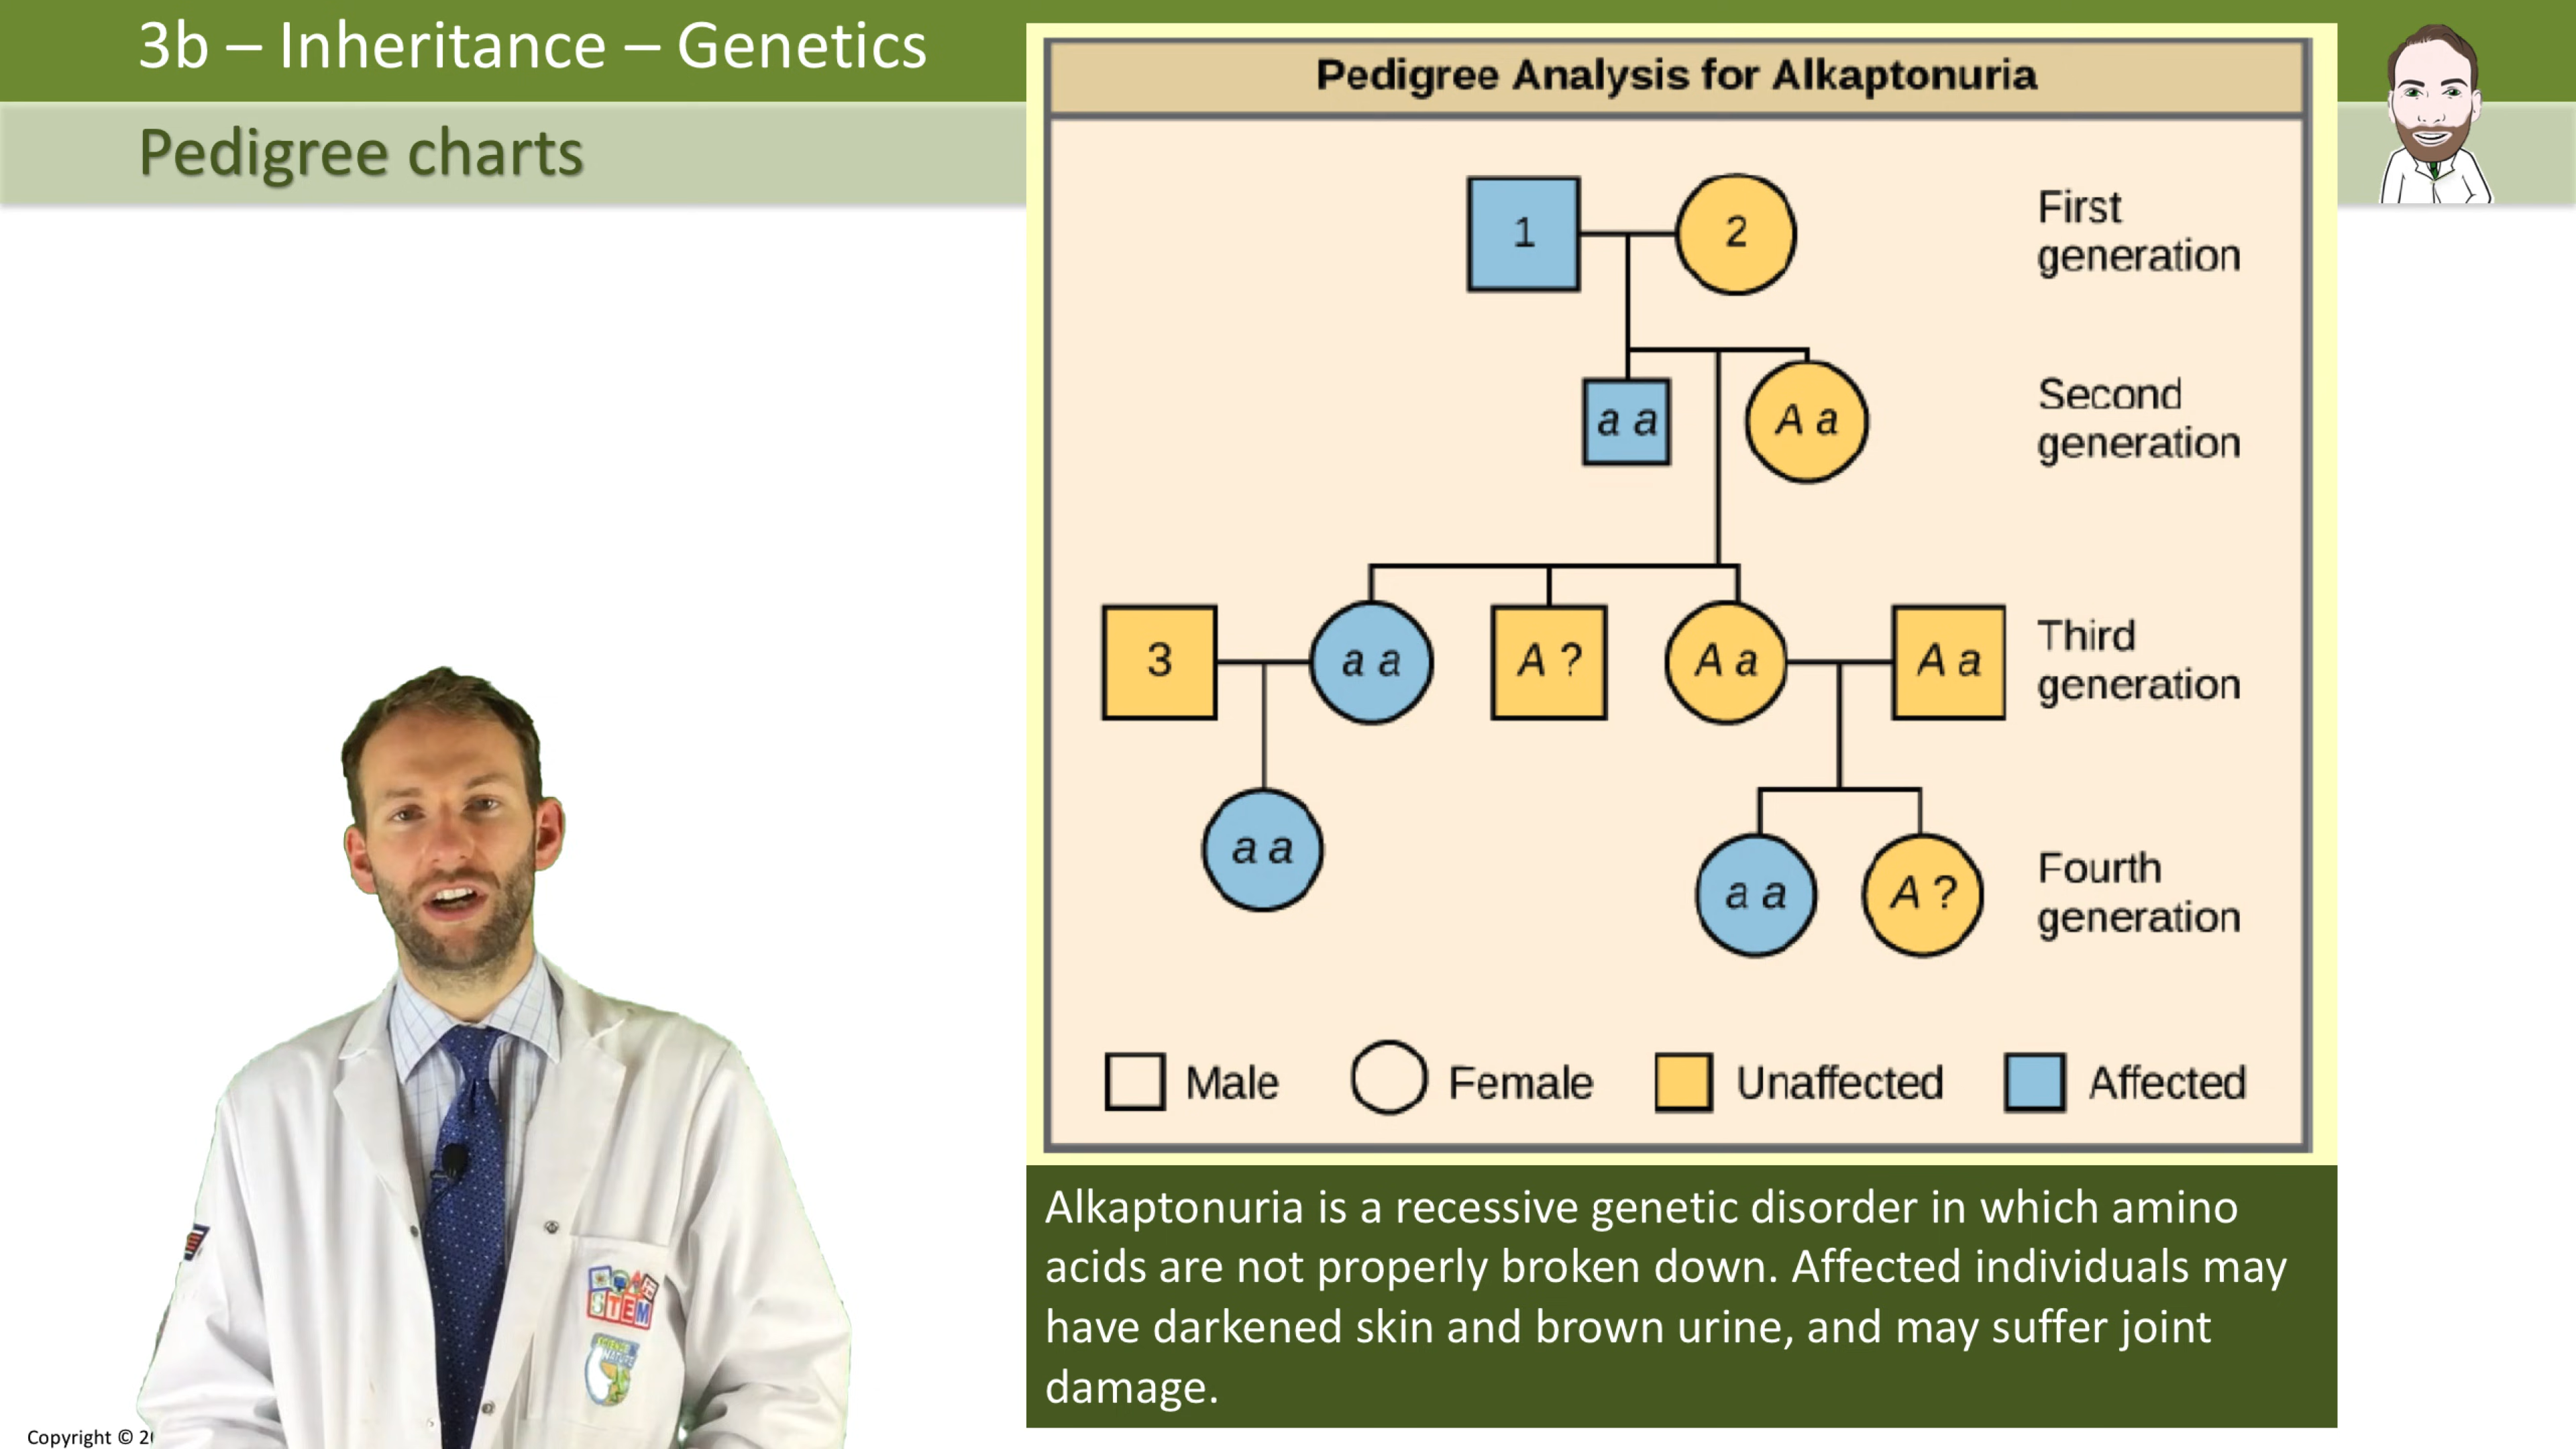 3b – Inheritance – Genetics
Pedigree charts
Pedigree Analysis for Alkaptonuria
1
2
First
generation
a a
A a
Second
generation
3
a a
A ?
A a
A a
Third
generation
a a
a a
A ?
Fourth
generation
Male
Female
Unaffected
Affected
Alkaptonuria is a recessive genetic disorder in which amino
acids are not properly broken down. Affected individuals may
have darkened skin and brown urine, and may suffer joint
damage.
STEM
Copyright ©